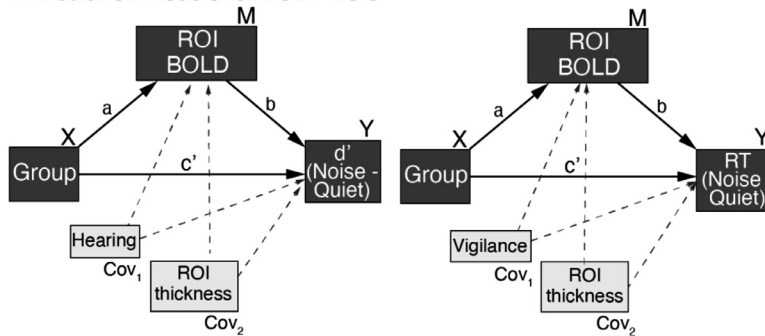 M
ROI
BOLD
a
b
X
Y
Group
c'
d'
(Noise -
Quiet)
Hearing
Cov1
ROI
thickness
Cov2
M
ROI
BOLD
a
b
X
Y
Group
c'
RT
(Noise
Quiet)
Vigilance
Cov1
ROI
thickness
Cov2